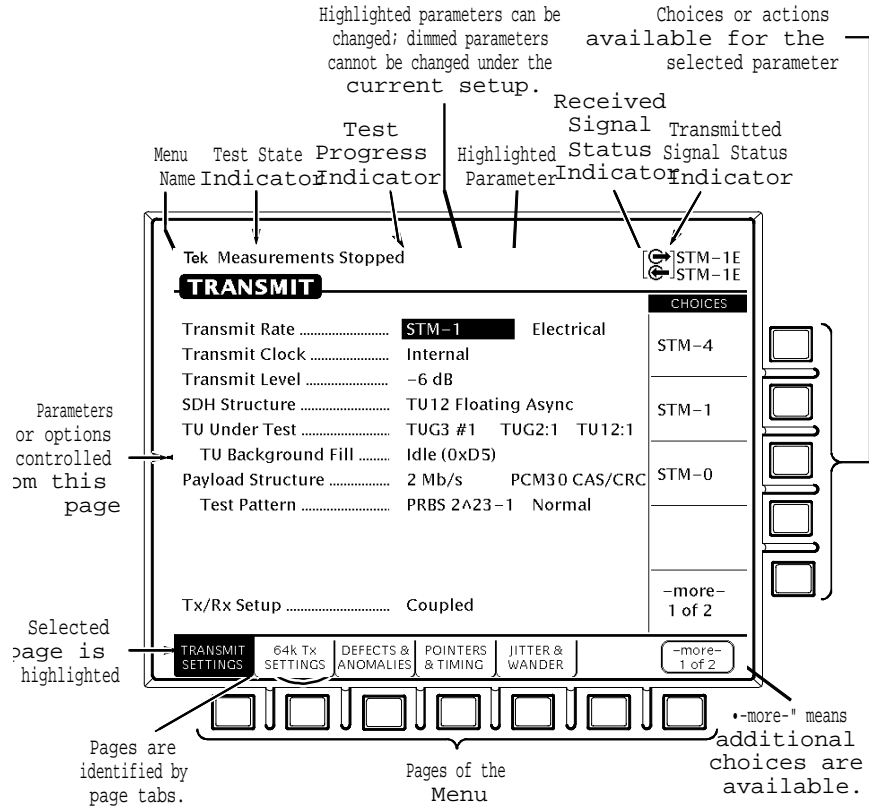 Highlighted parameters can be
changed; dimmed parameters
cannot be changed under the
current setup.
Choices or actions
available for the
selected parameter
Menu
Name
Test State
Indicator
Test
Progress
Indicator
Highlighted
Parameter
Received
Signal
Status
Indicator
Transmitted
Signal Status
Indicator
Tek Measurements Stopped
STM-1E
STM-1E
TRANSMIT
CHOICES
Transmit Rate ........................ STM-1 Electrical
Transmit Clock ..................... Internal
Transmit Level ...................... -6 dB
SDH Structure ......................... TU12 Floating Async
TU Under Test ........................ TUG3 #1 TUG2:1 TU12:1
TU Background Fill ........ Idle (0xD5)
Payload Structure ................. 2 Mb/s PCM30 CAS/CRC
Test Pattern ........................ PRBS 2^23-1 Normal
Tx/Rx Setup ............................ Coupled
STM-4
STM-1
STM-0
-more-
1 of 2
Parameters
or options
controlled
om this
page
Selected
page is
highlighted
TRANSMIT
SETTINGS
64k Tx
SETTINGS
DEFECTS &
ANOMALIES
POINTERS
& TIMING
JITTER &
WANDER
-more-
1 of 2
Pages are
identified by
page tabs.
Pages of the
Menu
•-more-" means
additional
choices are
available.